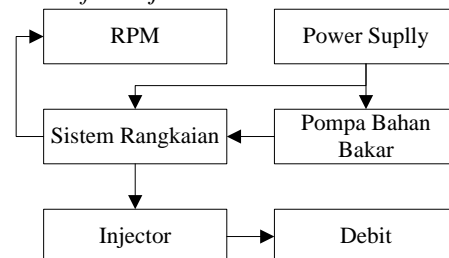 RPM
Power Suplly
Sistem Rangkaian
Pompa Bahan
Bakar
Injector
Debit